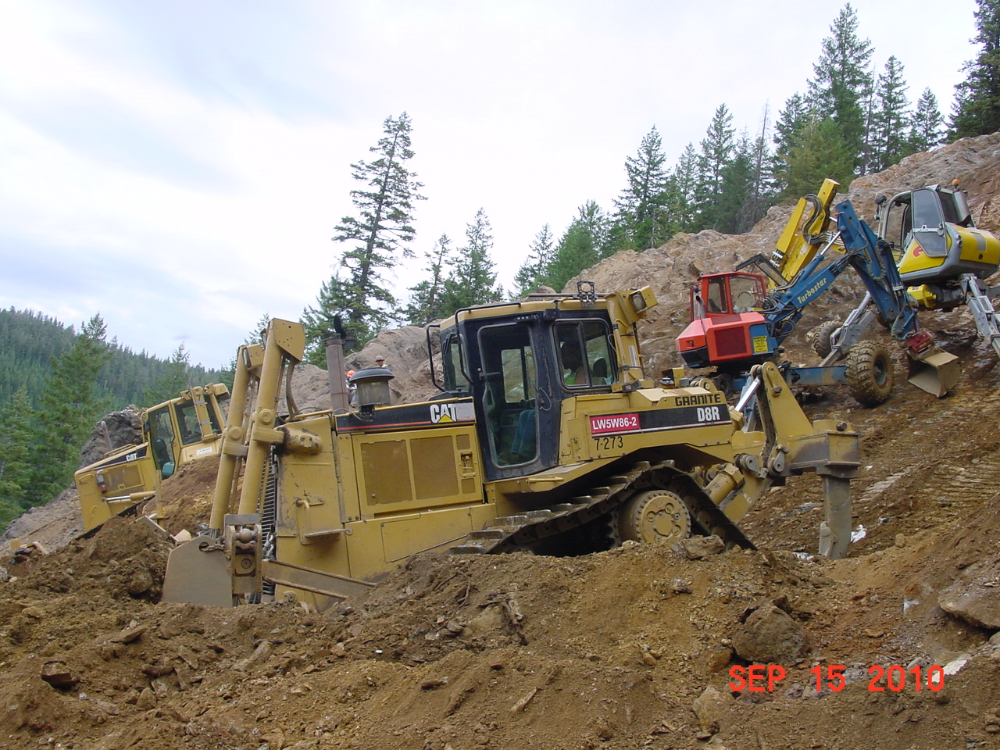 Turbostar
GRANITE
CAT
D8R
LW5W86-2
7-273
CAT
SEP 15 2010